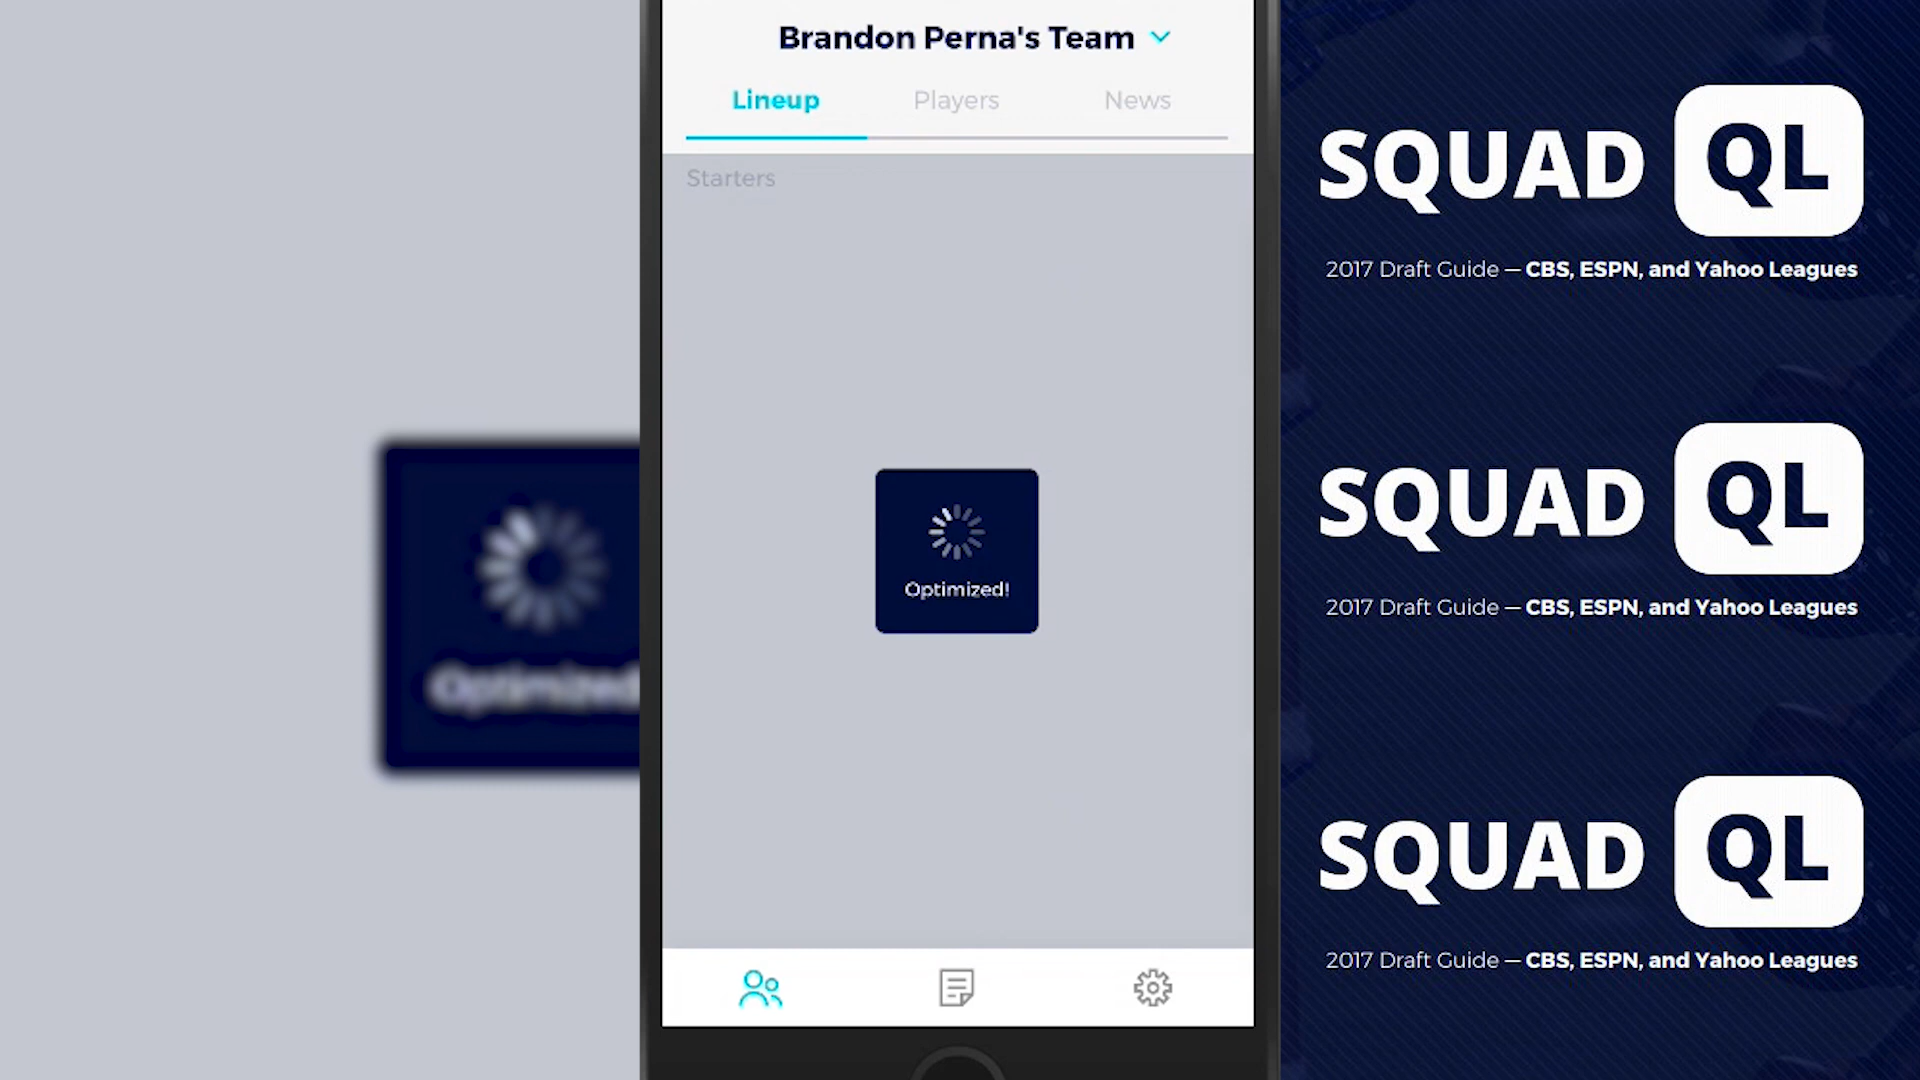 Brandon Perna's Team
Lineup
Players
News
Starters
Optimized!
Optimized
SQUAD QL
2017 Draft Guide — CBS, ESPN, and Yahoo Leagues
SQUAD QL
2017 Draft Guide — CBS, ESPN, and Yahoo Leagues
SQUAD QL
2017 Draft Guide — CBS, ESPN, and Yahoo Leagues